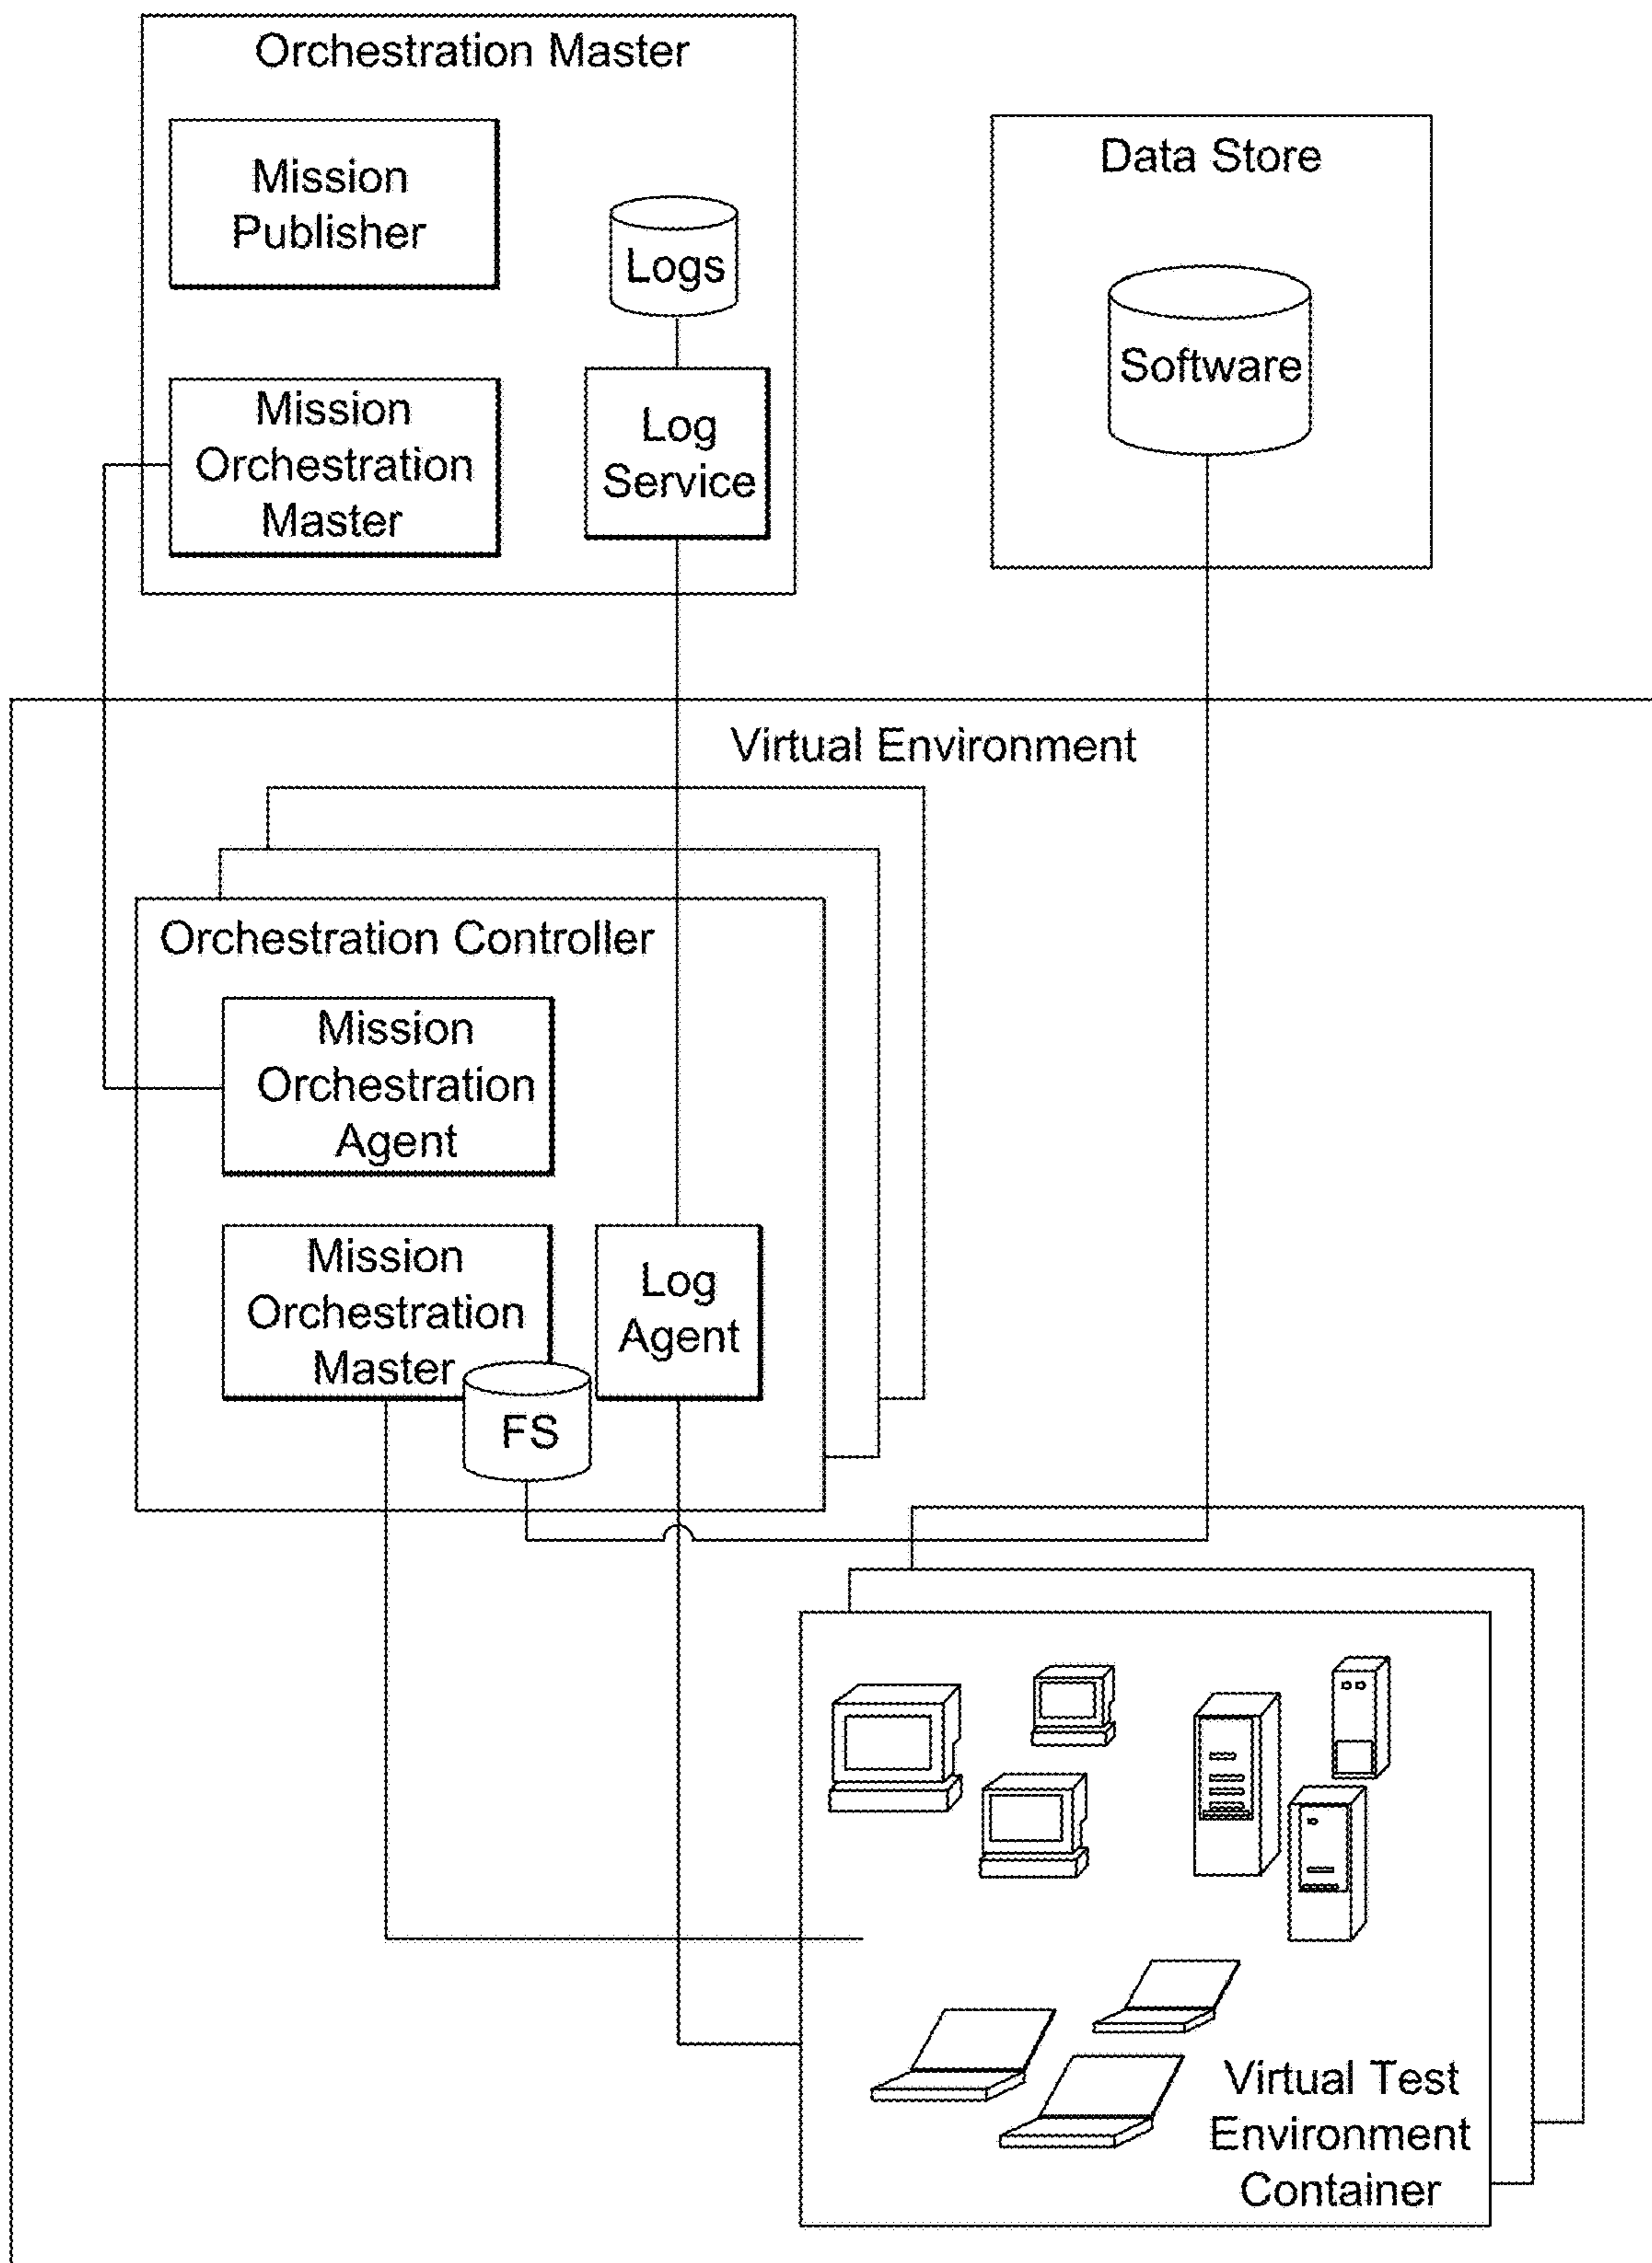 Orchestration Master
Mission
Publisher
Logs
Mission
Orchestration
Master
Log
Service
Data Store
Software
Virtual Environment
Orchestration Controller
Mission
Orchestration
Agent
Mission
Orchestration
Master
Log
Agent
FS
Virtual Test
Environment
Container